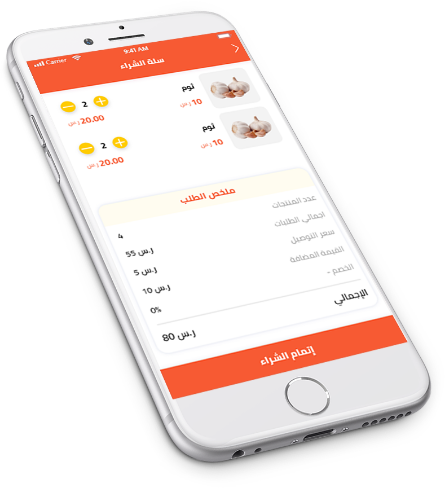 Carrier 9:41 AM
سلة الشراء
ثوم
10 ر.س
2
20.00 ر.س
ثوم
10 ر.س
2
20.00 ر.س
ملخص الطلب
عدد المنتجات 4
اجمالي الطلبات 55 ر.س
سعر التوصيل 5 ر.س
القيمة المضافة 10 ر.س
الخصم - 0%
الإجمالي 80 ر.س
إتمام الشراء